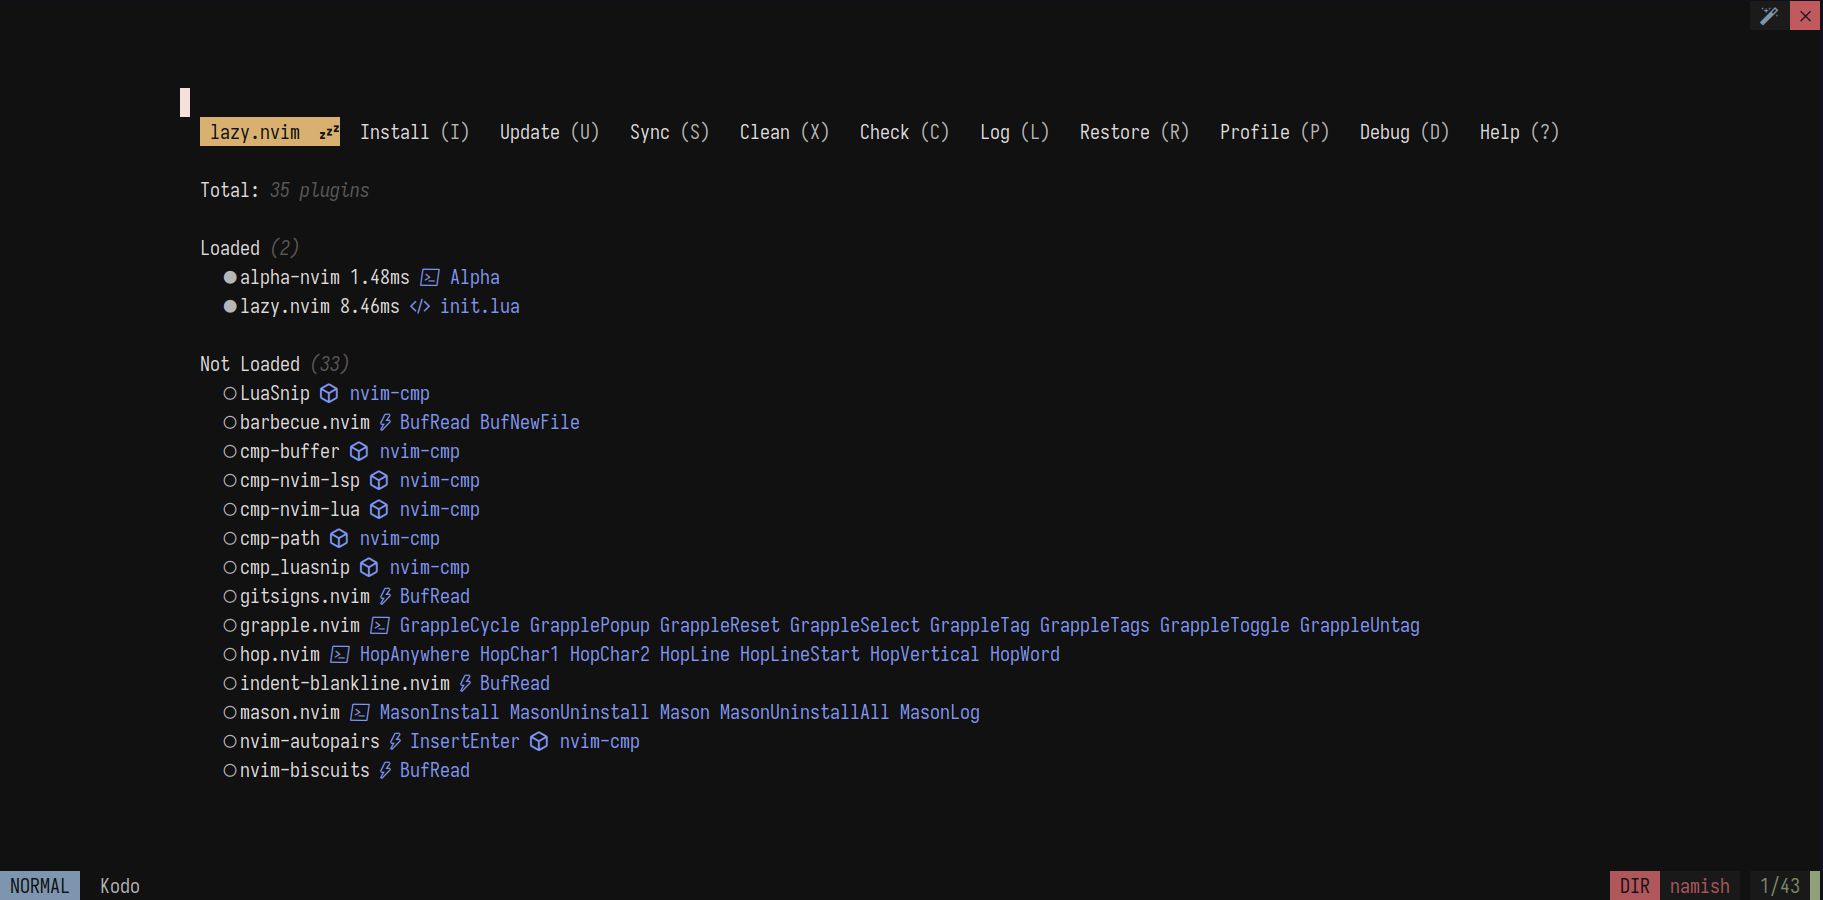 lazy.nvim zzz Install (I) Update (U) Sync (S) Clean (X) Check (C) Log (L) Restore (R) Profile (P) Debug (D) Help (?)
Total: 35 plugins
Loaded (2)
alpha-nvim 1.48ms Alpha
lazy.nvim 8.46ms </> init.lua
Not Loaded (33)
LuaSnip nvim-cmp
barbecue.nvim BufRead BufNewFile
cmp-buffer nvim-cmp
cmp-nvim-lsp nvim-cmp
cmp-nvim-lua nvim-cmp
cmp-path nvim-cmp
cmp_luasnip nvim-cmp
gitsigns.nvim BufRead
grapple.nvim GrappleCycle GrapplePopup GrappleReset GrappleSelect GrappleTag GrappleTags GrappleToggle GrappleUntag
hop.nvim HopAnywhere HopChar1 HopChar2 HopLine HopLineStart HopVertical HopWord
indent-blankline.nvim BufRead
mason.nvim MasonInstall MasonUninstall Mason MasonUninstallAll MasonLog
nvim-autopairs InsertEnter nvim-cmp
nvim-biscuits BufRead
NORMAL Kodo DIR namish 1/43